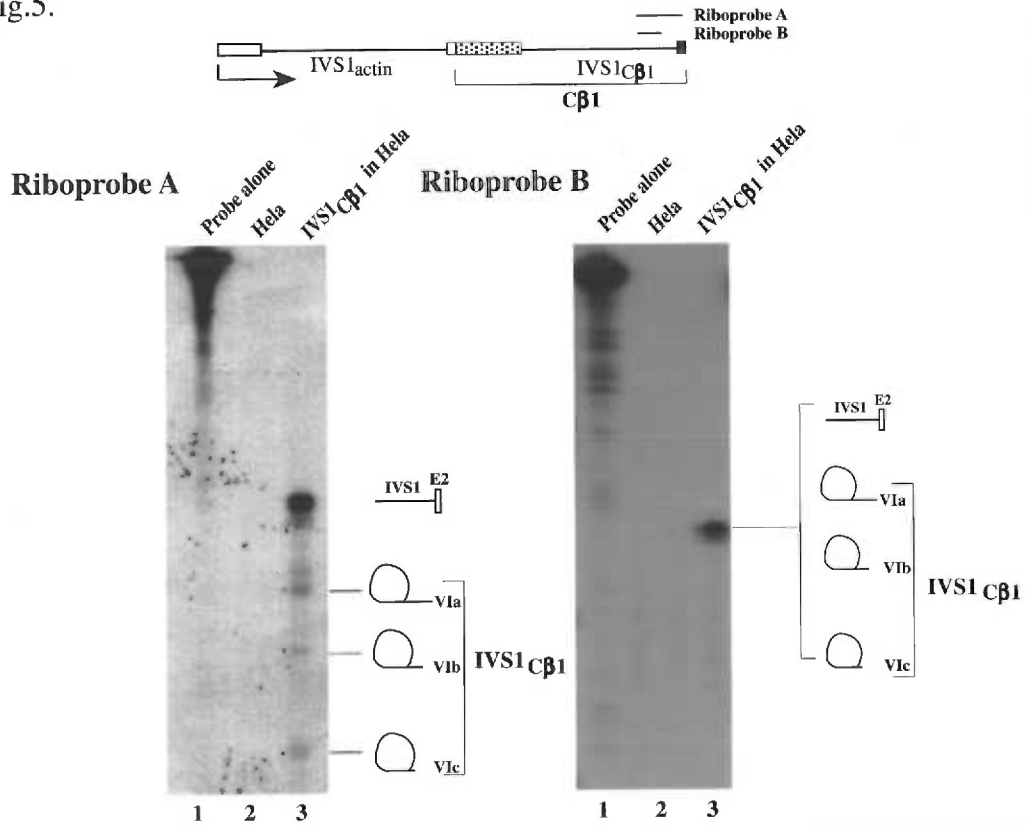 ig.5.
Riboprobe A
Riboprobe B
IVS1actin
IVS1Cβ1
Cβ1
Riboprobe A
Probe alone
Hela
IVS1Cβ1 in Hela
Riboprobe B
Probe alone
Hela
IVS1Cβ1 in Hela
IVS1 E2
VIa
VIb
VIc
IVS1Cβ1
IVS1 E2
VIa
VIb
VIc
IVS1Cβ1
1 2 3
1 2 3